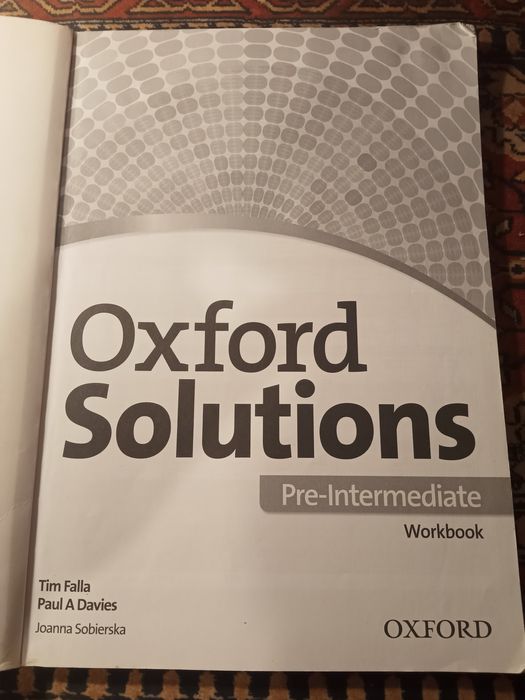 Oxford
Solutions
Pre-Intermediate
Workbook
Tim Falla
Paul A Davies
Joanna Sobierska
OXFORD